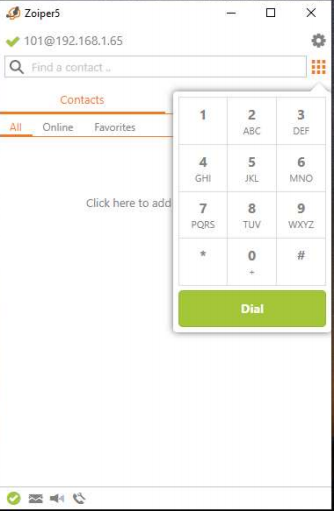 Zoiper5
101@192.168.1.65
Find a contact ..
Contacts
All Online Favorites
Click here to add
1 2 3
ABC DEF
4 5 6
GHI JKL MNO
7 8 9
PQRS TUV WXYZ
* 0 #
+
Dial